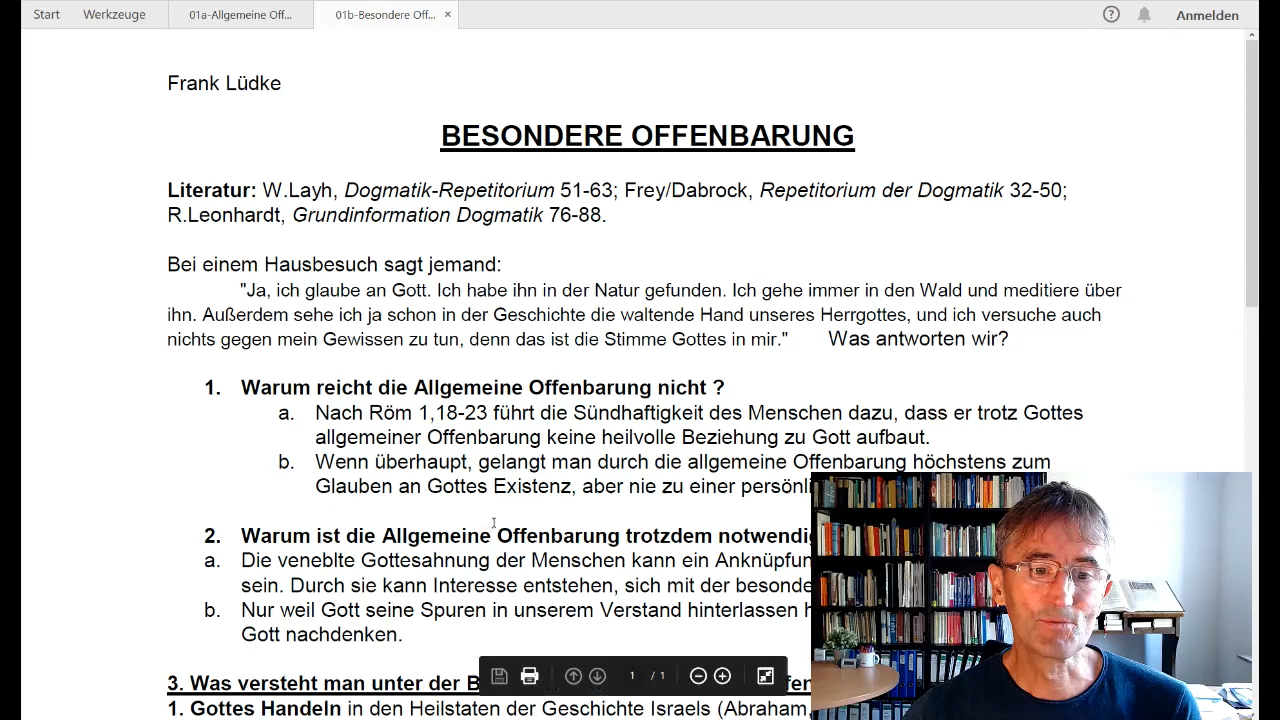 Start Werkzeuge 01a-Allgemeine Off... 01b-Besondere Off... × ? Anmelden
Frank Lüdke
BESONDERE OFFENBARUNG
Literatur: W.Layh, Dogmatik-Repetitorium 51-63; Frey/Dabrock, Repetitorium der Dogmatik 32-50;
R.Leonhardt, Grundinformation Dogmatik 76-88.
Bei einem Hausbesuch sagt jemand:
"Ja, ich glaube an Gott. Ich habe ihn in der Natur gefunden. Ich gehe immer in den Wald und meditiere über
ihn. Außerdem sehe ich ja schon in der Geschichte die waltende Hand unseres Herrgottes, und ich versuche auch
nichts gegen mein Gewissen zu tun, denn das ist die Stimme Gottes in mir." Was antworten wir?
1. Warum reicht die Allgemeine Offenbarung nicht ?
a. Nach Röm 1,18-23 führt die Sündhaftigkeit des Menschen dazu, dass er trotz Gottes
allgemeiner Offenbarung keine heilvolle Beziehung zu Gott aufbaut.
b. Wenn überhaupt, gelangt man durch die allgemeine Offenbarung höchstens zum
Glauben an Gottes Existenz, aber nie zu einer persönli
2. Warum ist die Allgemeine Offenbarung trotzdem notwendig
a. Die veneblte Gottesahnung der Menschen kann ein Anknüpfun
sein. Durch sie kann Interesse entstehen, sich mit der besonde
b. Nur weil Gott seine Spuren in unserem Verstand hinterlassen h
Gott nachdenken.
3. Was versteht man unter der B
1 / 1
1. Gottes Handeln in den Heilstaten der Geschichte Israels (Abraham,